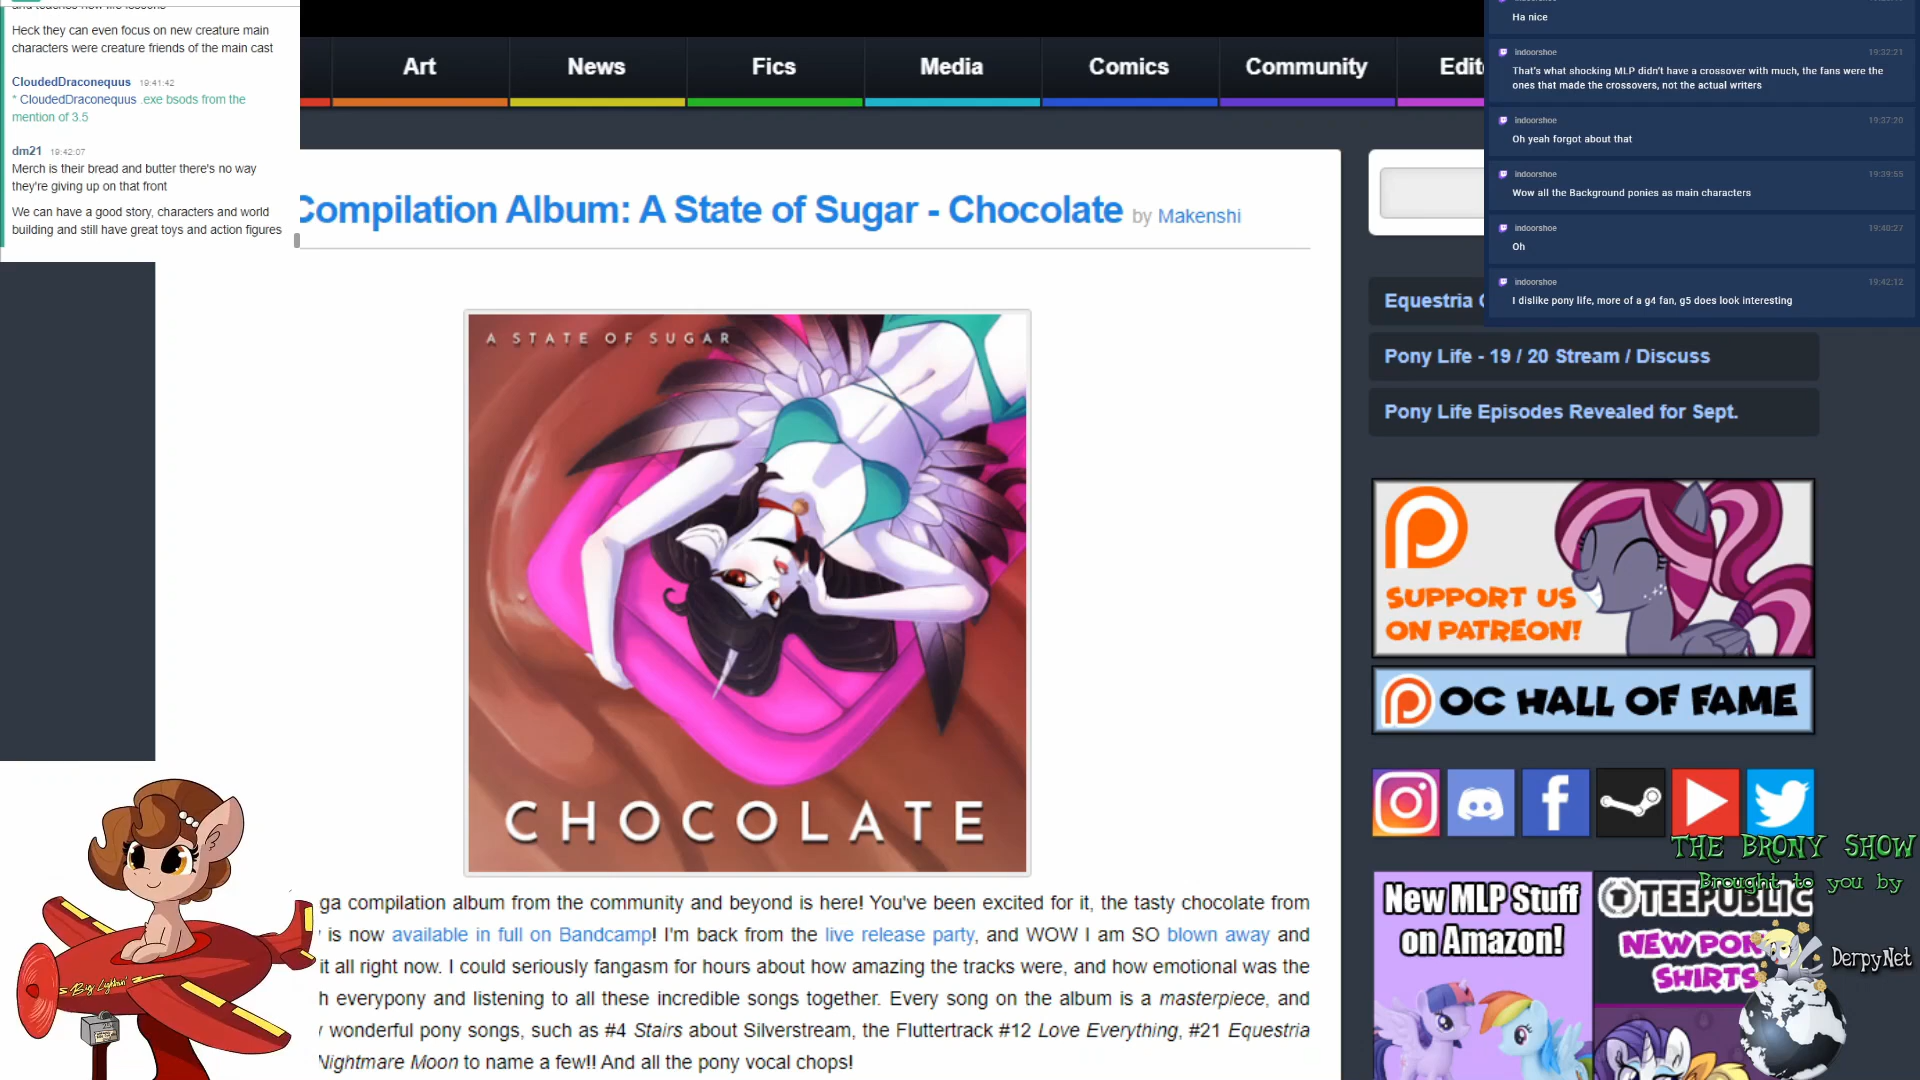 Heck they can even focus on new creature main
characters were creature friends of the main cast
CloudedDraconequus 19:41:42
* CloudedDraconequus .exe bsods from the
mention of 3.5
dm21 19:42:07
Merch is their bread and butter there's no way
they're giving up on that front
We can have a good story, characters and world
building and still have great toys and action figures
Art
News
Fics
Media
Comics
Community
Compilation Album: A State of Sugar - Chocolate by Makenshi
A STATE OF SUGAR
CHOCOLATE
ga compilation album from the community and beyond is here! You've been excited for it, the tasty chocolate from
is now available in full on Bandcamp! I'm back from the live release party, and WOW I am SO blown away and
it all right now. I could seriously fangasm for hours about how amazing the tracks were, and how emotional was the
h everypony and listening to all these incredible songs together. Every song on the album is a masterpiece, and
wonderful pony songs, such as #4 Stairs about Silverstream, the Fluttertrack #12 Love Everything, #21 Equestria
Nightmare Moon to name a few!! And all the pony vocal chops!
Ha nice
indoorshoe 19:32:21
That's what shocking MLP didn't have a crossover with much, the fans were the
ones that made the crossovers, not the actual writers
indoorshoe 19:37:20
Oh yeah forgot about that
indoorshoe 19:39:55
Wow all the Background ponies as main characters
indoorshoe 19:40:27
Oh
indoorshoe 19:42:12
I dislike pony life, more of a g4 fan, g5 does look interesting
Equestria
Pony Life - 19 / 20 Stream / Discuss
Pony Life Episodes Revealed for Sept.
SUPPORT US
ON PATREON!
OC HALL OF FAME
THE BRONY SHOW
Brought to you by
DerpyNet
New MLP Stuff
on Amazon!
TEEPUBLIC
NEW PON
SHIRTS
Big Lightnin'